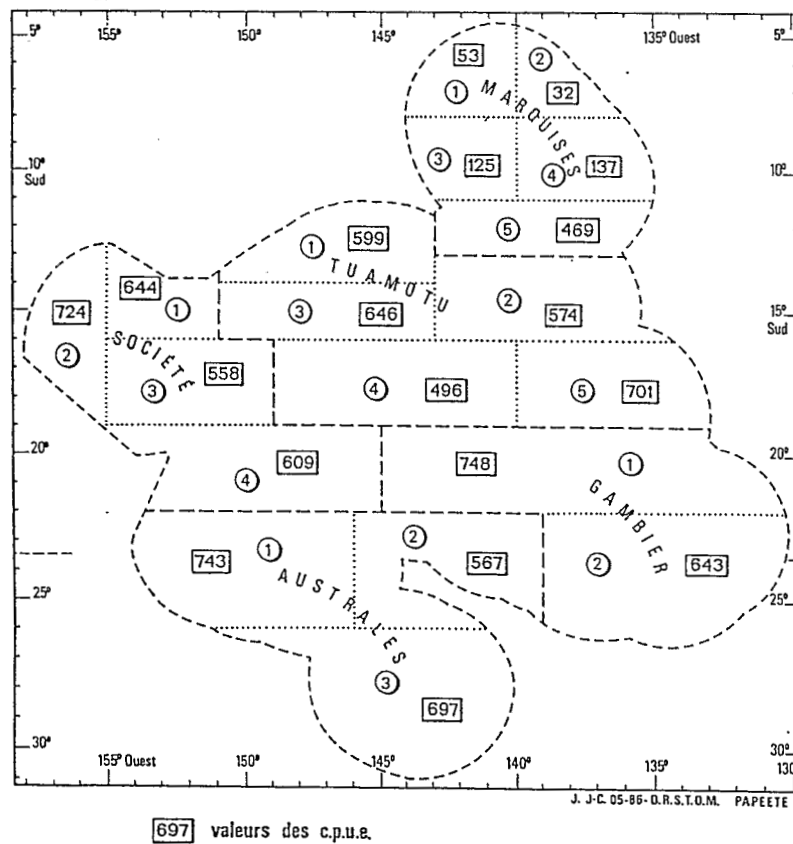 155° 150° 145° 135° Ouest
5° 5°
53 2
1 32
MARQUISES
3 125 4 137
10° Sud 10°
5 469
1 599
TUAMOTU
644 1 2
724 3 646 574
15° 15° Sud
2 SOCIÉTÉ
3 558 4 496 5 701
20° 20°
609 748 1
4
GAMBIER
743 1 2 567 2 643
AUSTRALES
25° 25°
3 697
30° 30°
155° Ouest 150° 145° 140° 135° 130
J. J-C. 05-86-O.R.S.T.O.M. PAPEETE
697 valeurs des c.p.u.e.